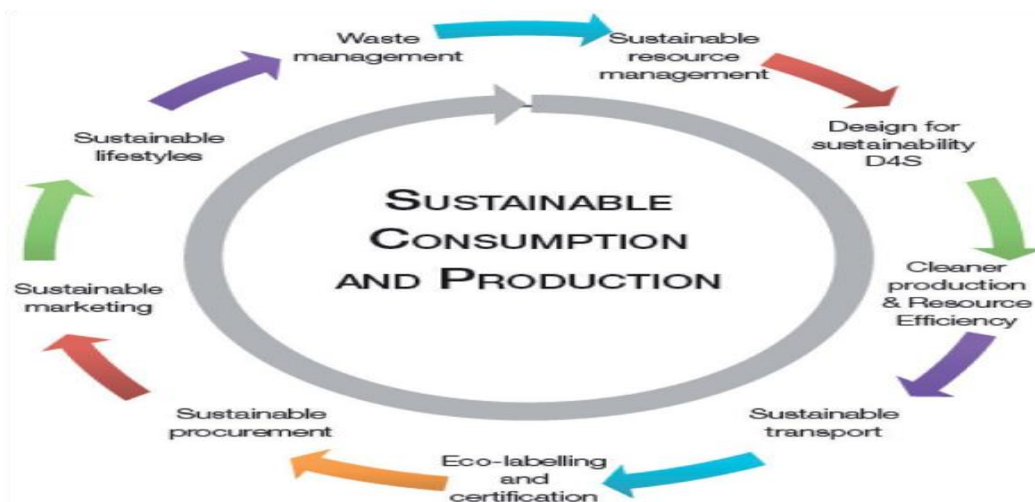 Waste
management
Sustainable
resource
management
Design for
sustainability
D4S
Cleaner
production
& Resource
Efficiency
Sustainable
transport
Eco-labelling
and
certification
Sustainable
procurement
Sustainable
marketing
Sustainable
lifestyles
SUSTAINABLE
CONSUMPTION
AND PRODUCTION